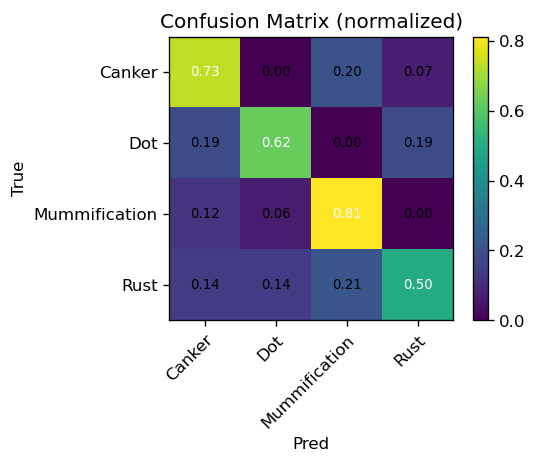 Confusion Matrix (normalized)
True
Canker 0.73 0.00 0.20 0.07
Dot 0.19 0.62 0.00 0.19
Mummification 0.12 0.06 0.81 0.00
Rust 0.14 0.14 0.21 0.50
Canker Dot Mummification Rust
Pred
0.8
0.6
0.4
0.2
0.0